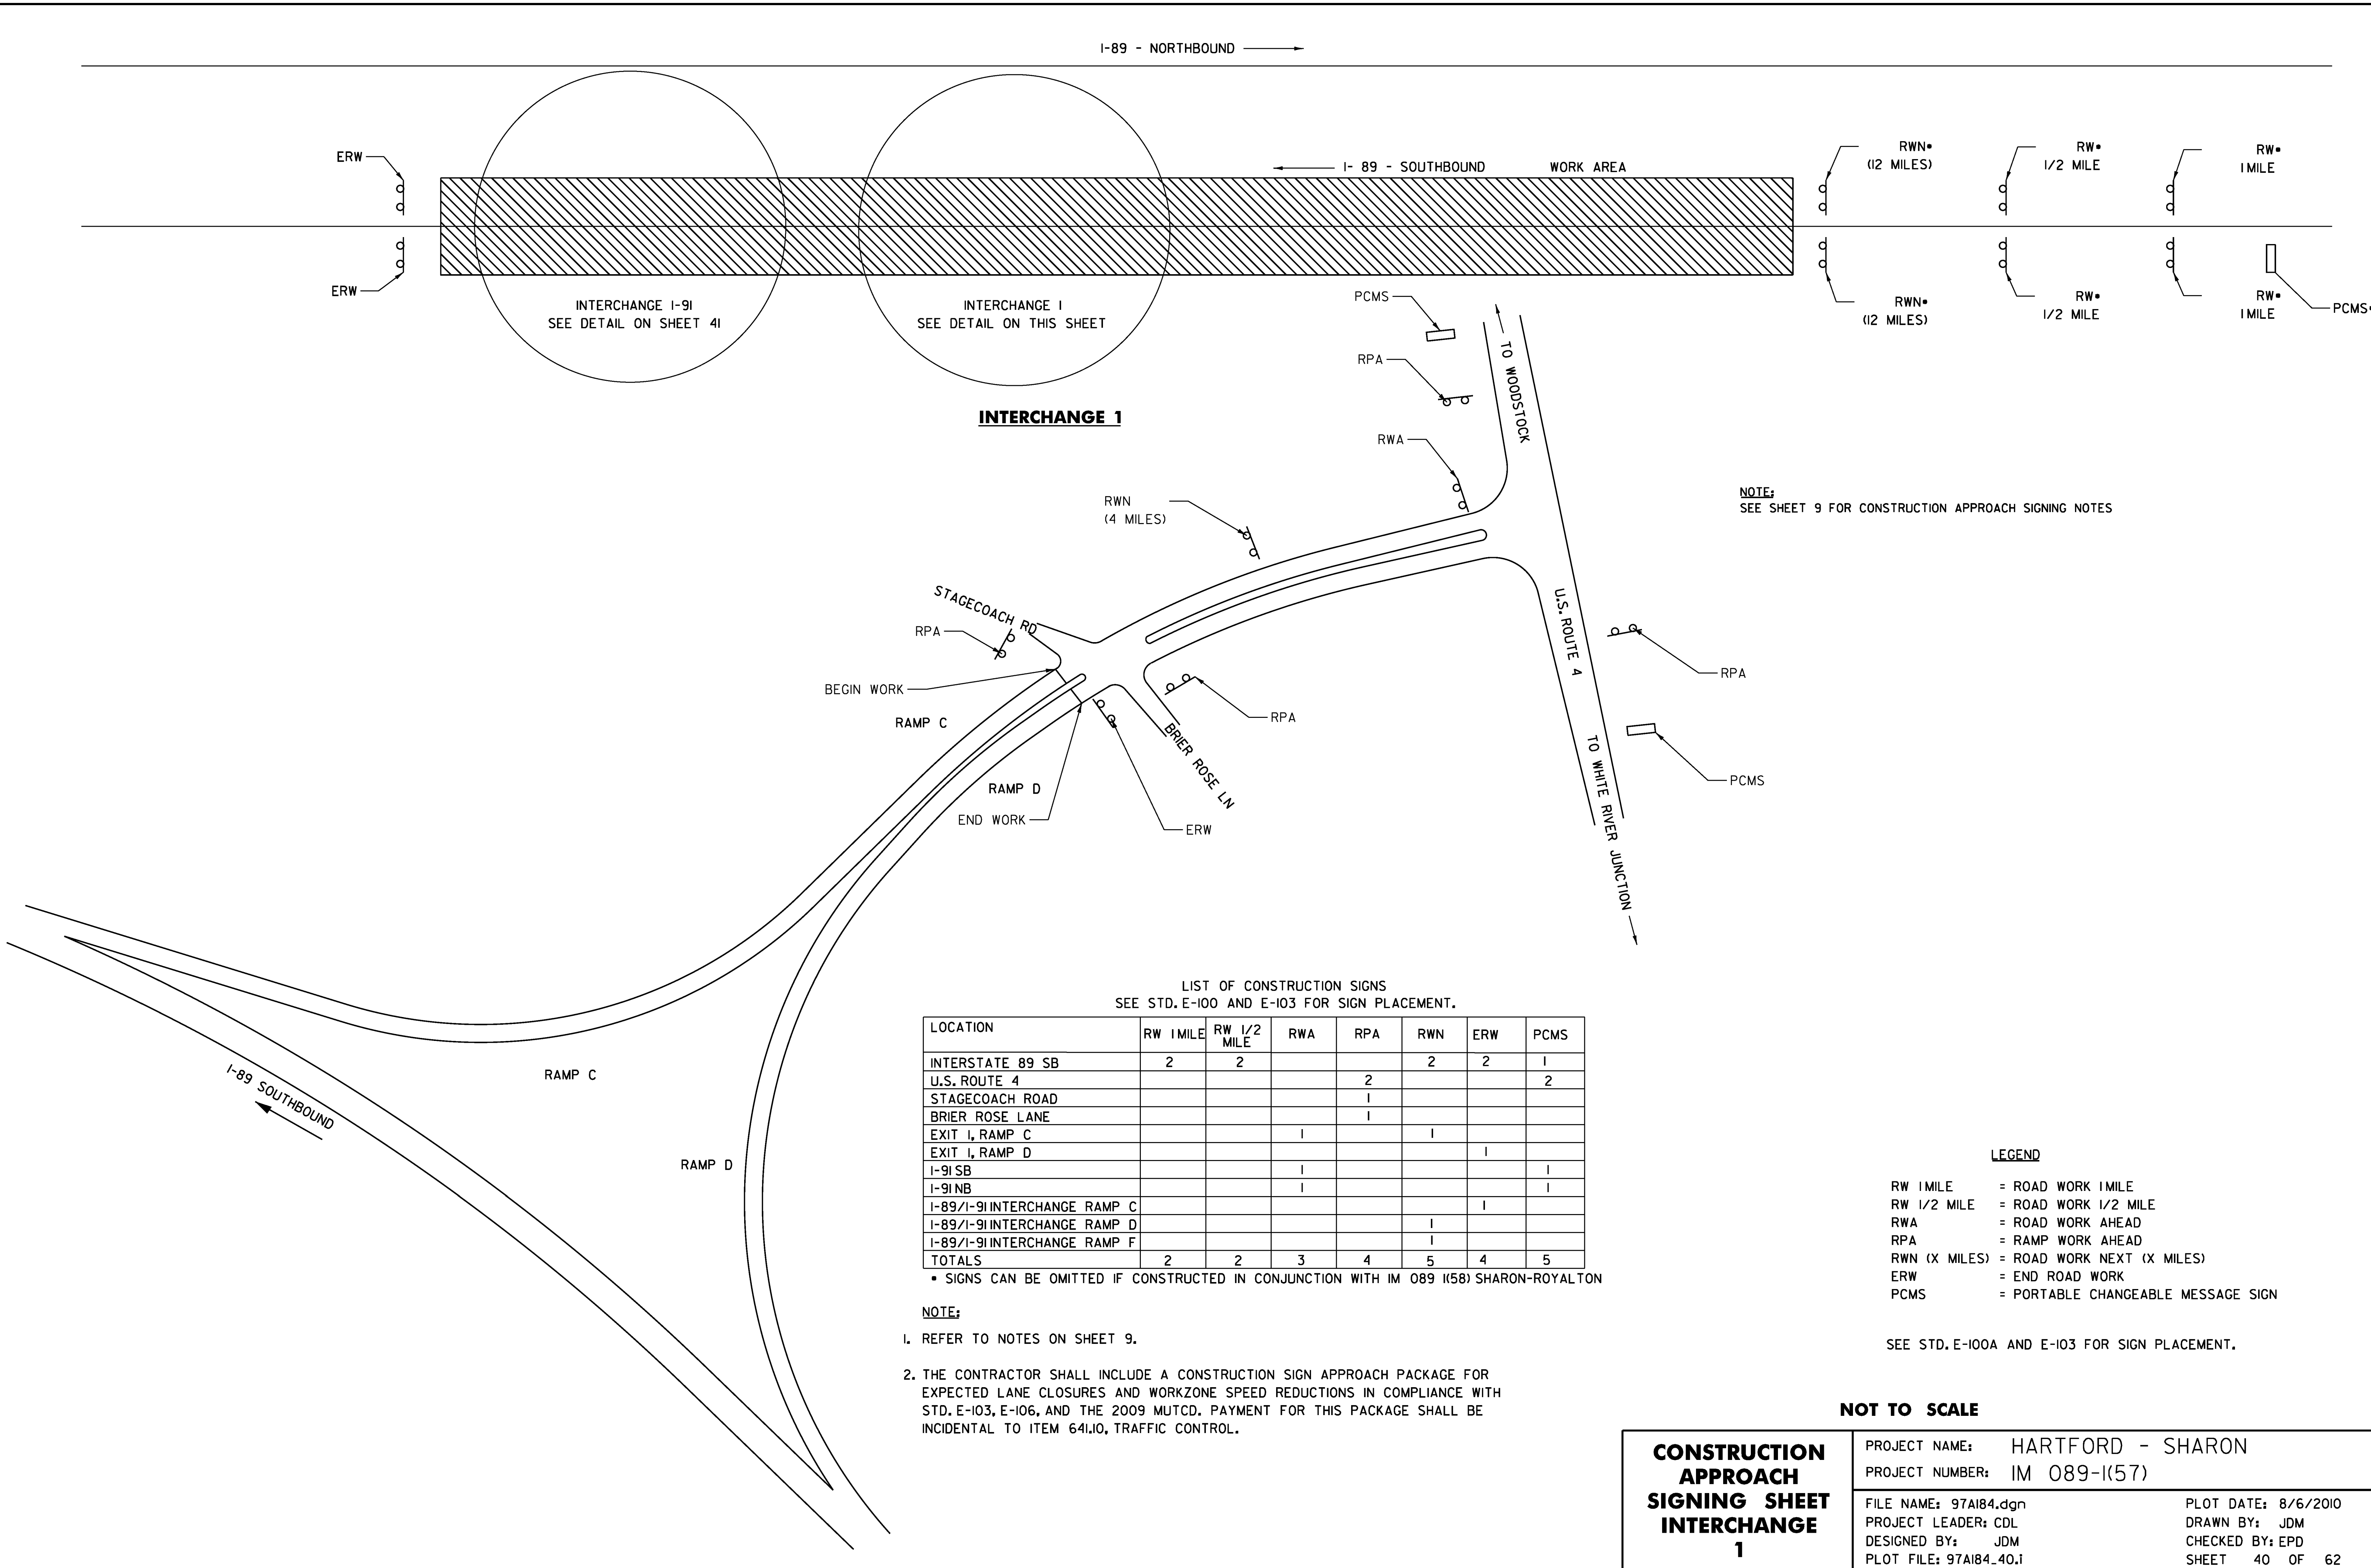 I-89 - NORTHBOUND
ERW
ERW
I- 89 - SOUTHBOUND WORK AREA
RWN•
(12 MILES)
RW•
1/2 MILE
RW•
1 MILE
RWN•
(12 MILES)
RW•
1/2 MILE
RW•
1 MILE
PCMS•
INTERCHANGE I-91
SEE DETAIL ON SHEET 41
INTERCHANGE 1
SEE DETAIL ON THIS SHEET
INTERCHANGE 1
PCMS
RPA
RWA
TO WOODSTOCK
RWN
(4 MILES)
NOTE:
SEE SHEET 9 FOR CONSTRUCTION APPROACH SIGNING NOTES
STAGECOACH RD
RPA
BEGIN WORK
RAMP C
U.S. ROUTE 4
RPA
RPA
BRIER ROSE LN
RAMP D
END WORK
ERW
PCMS
TO WHITE RIVER JUNCTION
I-89 SOUTHBOUND
RAMP C
RAMP D
LIST OF CONSTRUCTION SIGNS
SEE STD. E-100 AND E-103 FOR SIGN PLACEMENT.
LOCATION RW 1 MILE RW 1/2 MILE RWA RPA RWN ERW PCMS
INTERSTATE 89 SB 2 2 2 2 1
U.S. ROUTE 4 2 2
STAGECOACH ROAD 1
BRIER ROSE LANE 1
EXIT 1, RAMP C 1 1
EXIT 1, RAMP D 1
I-91 SB 1 1
I-91 NB 1 1
I-89/I-91 INTERCHANGE RAMP C 1
I-89/I-91 INTERCHANGE RAMP D 1
I-89/I-91 INTERCHANGE RAMP F 1
TOTALS 2 2 3 4 5 4 5
• SIGNS CAN BE OMITTED IF CONSTRUCTED IN CONJUNCTION WITH IM 089 1(58) SHARON-ROYALTON
NOTE:
1. REFER TO NOTES ON SHEET 9.
2. THE CONTRACTOR SHALL INCLUDE A CONSTRUCTION SIGN APPROACH PACKAGE FOR
EXPECTED LANE CLOSURES AND WORKZONE SPEED REDUCTIONS IN COMPLIANCE WITH
STD. E-103, E-106, AND THE 2009 MUTCD. PAYMENT FOR THIS PACKAGE SHALL BE
INCIDENTAL TO ITEM 641.10, TRAFFIC CONTROL.
LEGEND
RW 1 MILE = ROAD WORK 1 MILE
RW 1/2 MILE = ROAD WORK 1/2 MILE
RWA = ROAD WORK AHEAD
RPA = RAMP WORK AHEAD
RWN (X MILES) = ROAD WORK NEXT (X MILES)
ERW = END ROAD WORK
PCMS = PORTABLE CHANGEABLE MESSAGE SIGN
SEE STD. E-100A AND E-103 FOR SIGN PLACEMENT.
NOT TO SCALE
CONSTRUCTION
APPROACH
SIGNING SHEET
INTERCHANGE
1
PROJECT NAME: HARTFORD - SHARON
PROJECT NUMBER: IM 089-1(57)
FILE NAME: 97A184.dgn PLOT DATE: 8/6/2010
PROJECT LEADER: CDL DRAWN BY: JDM
DESIGNED BY: JDM CHECKED BY: EPD
PLOT FILE: 97A184_40.i SHEET 40 OF 62